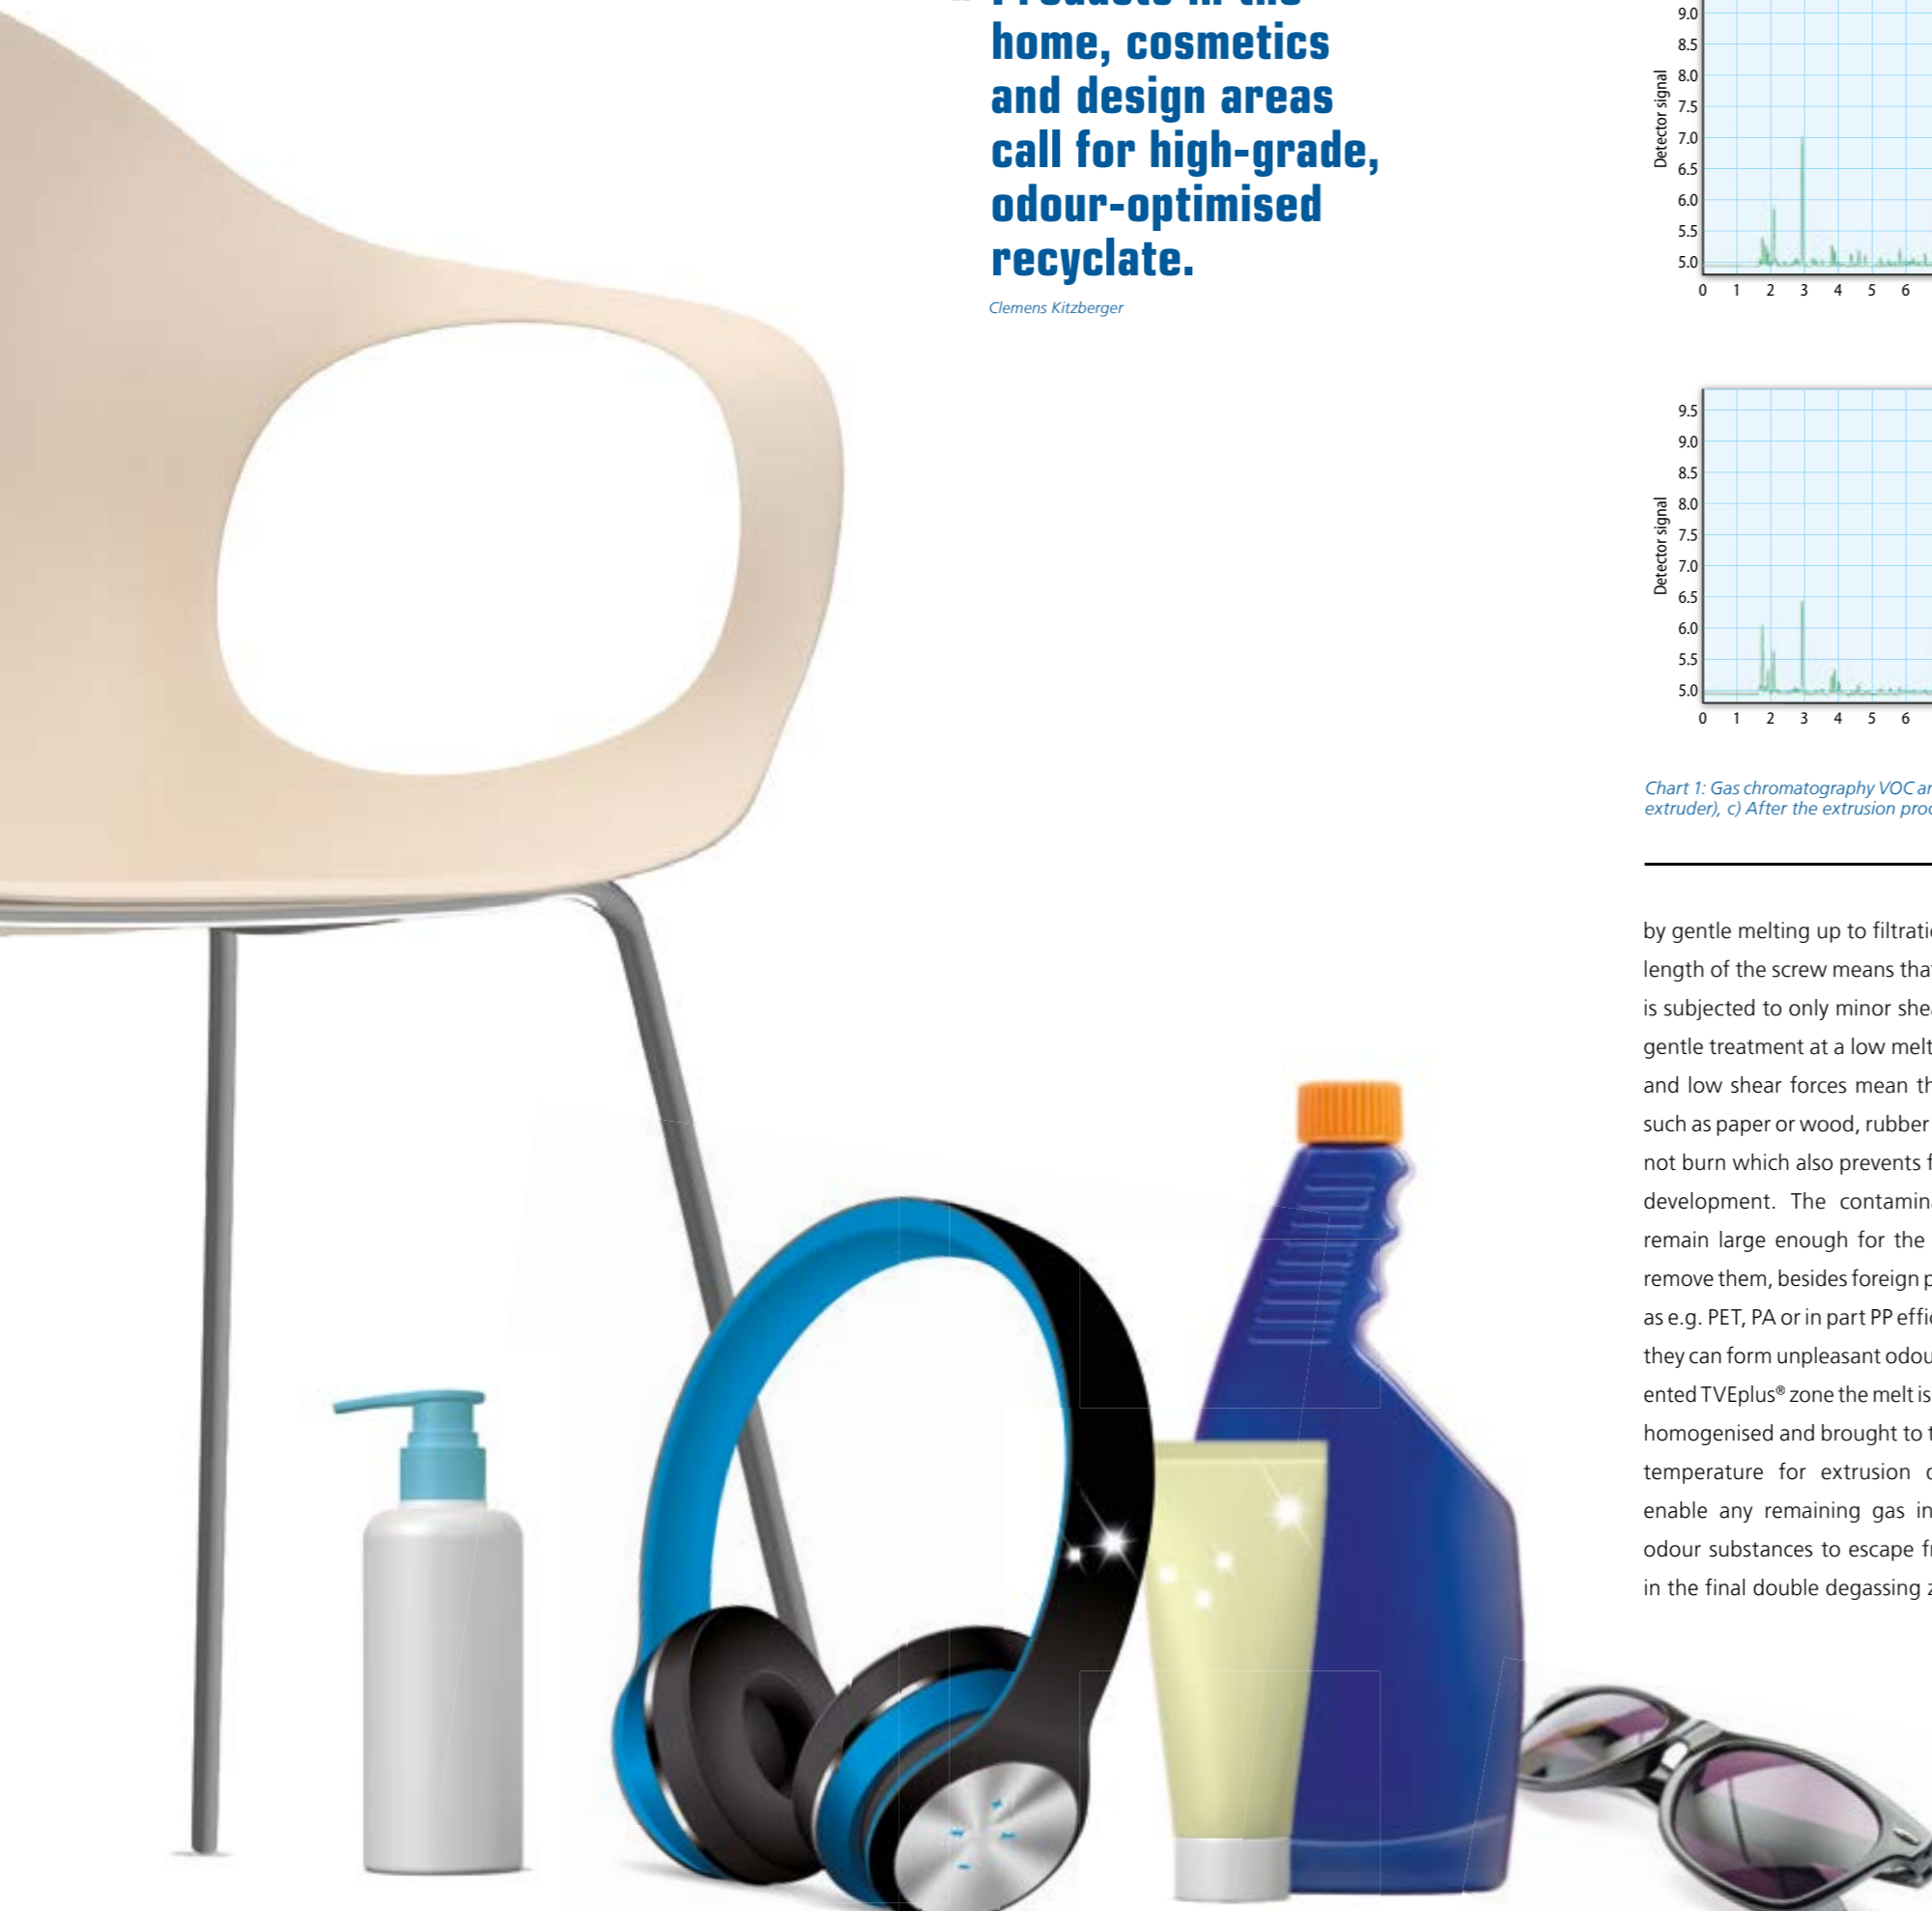 Products in the
home, cosmetics
and design areas
call for high-grade,
odour-optimised
recyclate.
Clemens Kitzberger
9.0
8.5
8.0
7.5
7.0
6.5
6.0
5.5
5.0
Detector signal
0 1 2 3 4 5 6
9.5
9.0
8.5
8.0
7.5
7.0
6.5
6.0
5.5
5.0
Detector signal
0 1 2 3 4 5 6
Chart 1: Gas chromatography VOC
extruder), c) After the extrusion
by gentle melting up to
length of the screw means
is subjected to only minor
gentle treatment at a low
and low shear forces mean
such as paper or wood, rubber
not burn which also prevents
development. The
remain large enough for the
remove them, besides foreign
as e.g. PET, PA or in part PP
they can form unpleasant
ented TVEplus® zone the melt is
homogenised and brought to
temperature for extrusion
enable any remaining gas
odour substances to escape
in the final double degassing